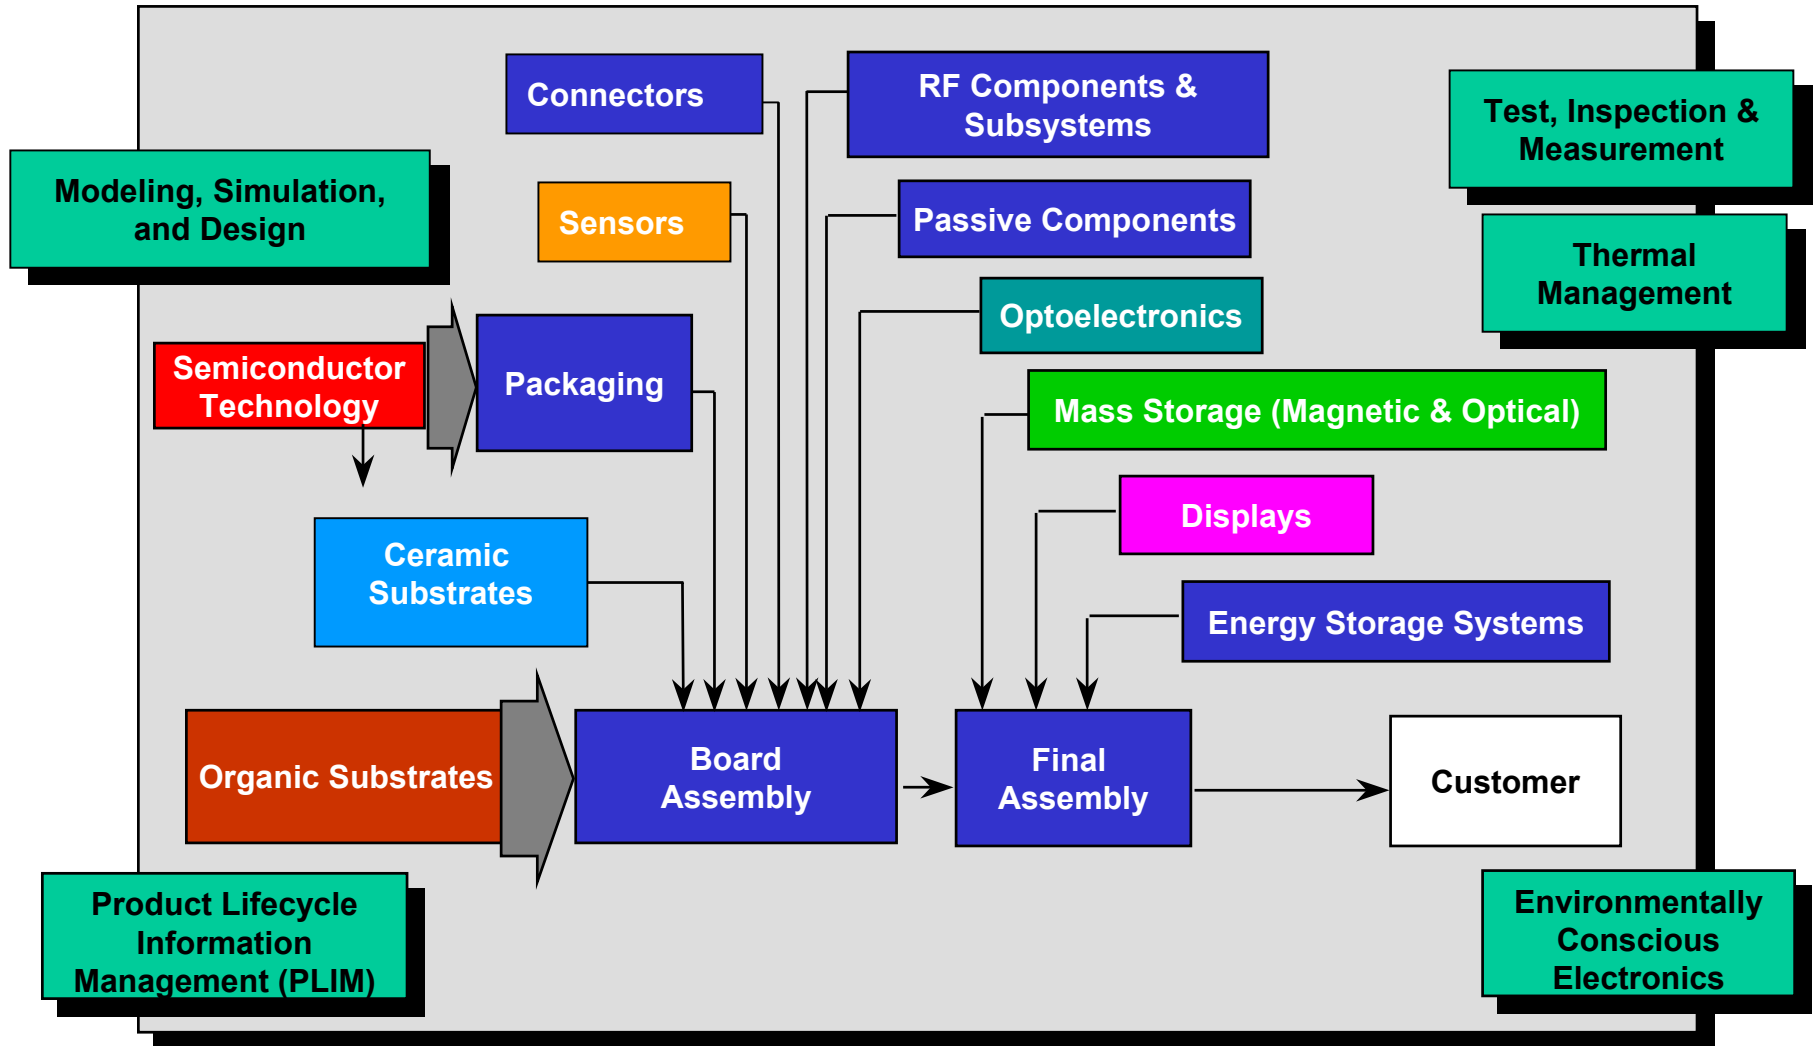 Connectors
RF Components &
Subsystems
Test, Inspection &
Measurement
Modeling, Simulation,
and Design
Sensors
Passive Components
Thermal
Management
Optoelectronics
Semiconductor
Technology
Packaging
Mass Storage (Magnetic & Optical)
Displays
Ceramic
Substrates
Energy Storage Systems
Organic Substrates
Board
Assembly
Final
Assembly
Customer
Product Lifecycle
Information
Management (PLIM)
Environmentally
Conscious
Electronics